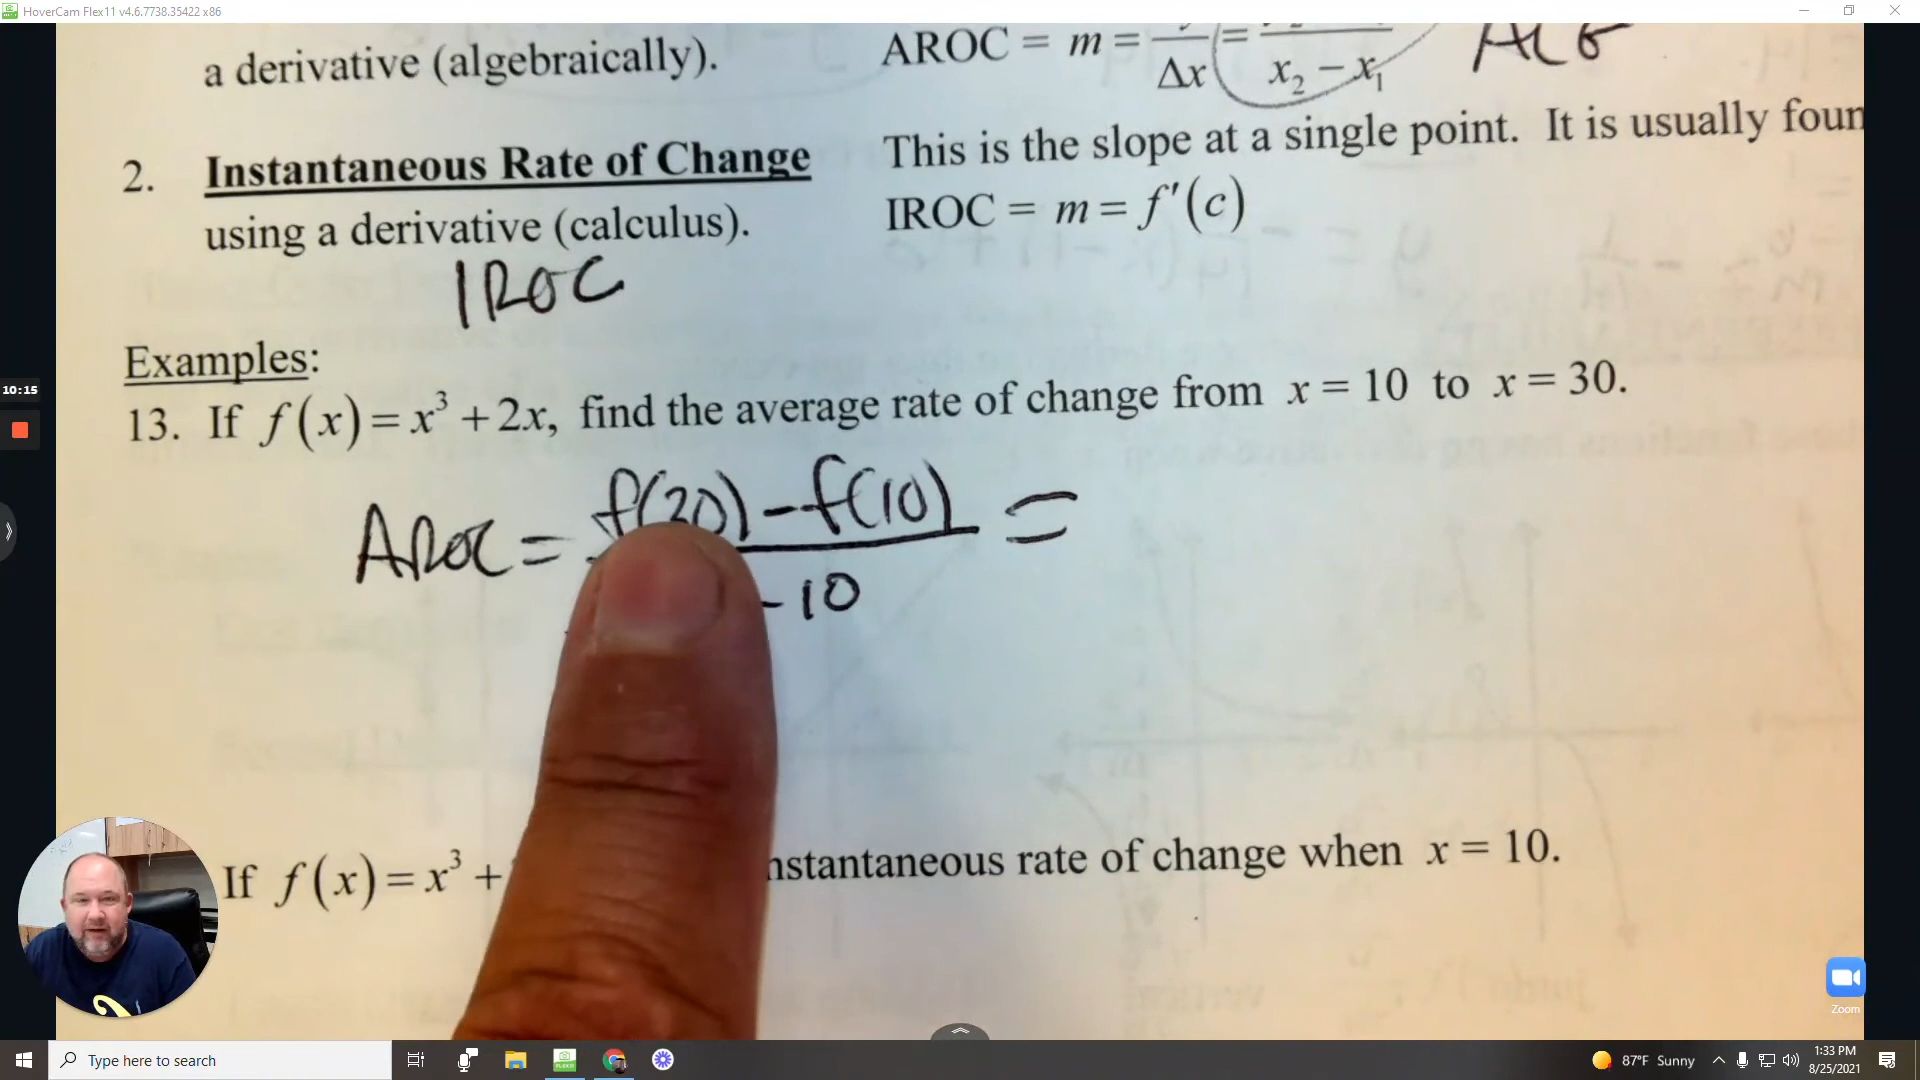 HoverCam Flex11 v4.6.7738.35422 x86
a derivative (algebraically).
AROC = m = /Δx = /x₂ − x₁
2. Instantaneous Rate of Change
This is the slope at a single point. It is usually
using a derivative (calculus).
IROC = m = f′(c)
IROC
Examples:
10:15
13. If f(x) = x³ + 2x, find the average rate of change from x = 10 to x = 30.
AROC = f(30) − f(10) =
− 10
If f(x) = x³ + nstantaneous rate of change when x = 10.
Zoom
Type here to search
FLEX11
87°F Sunny
1:33 PM
8/25/2021